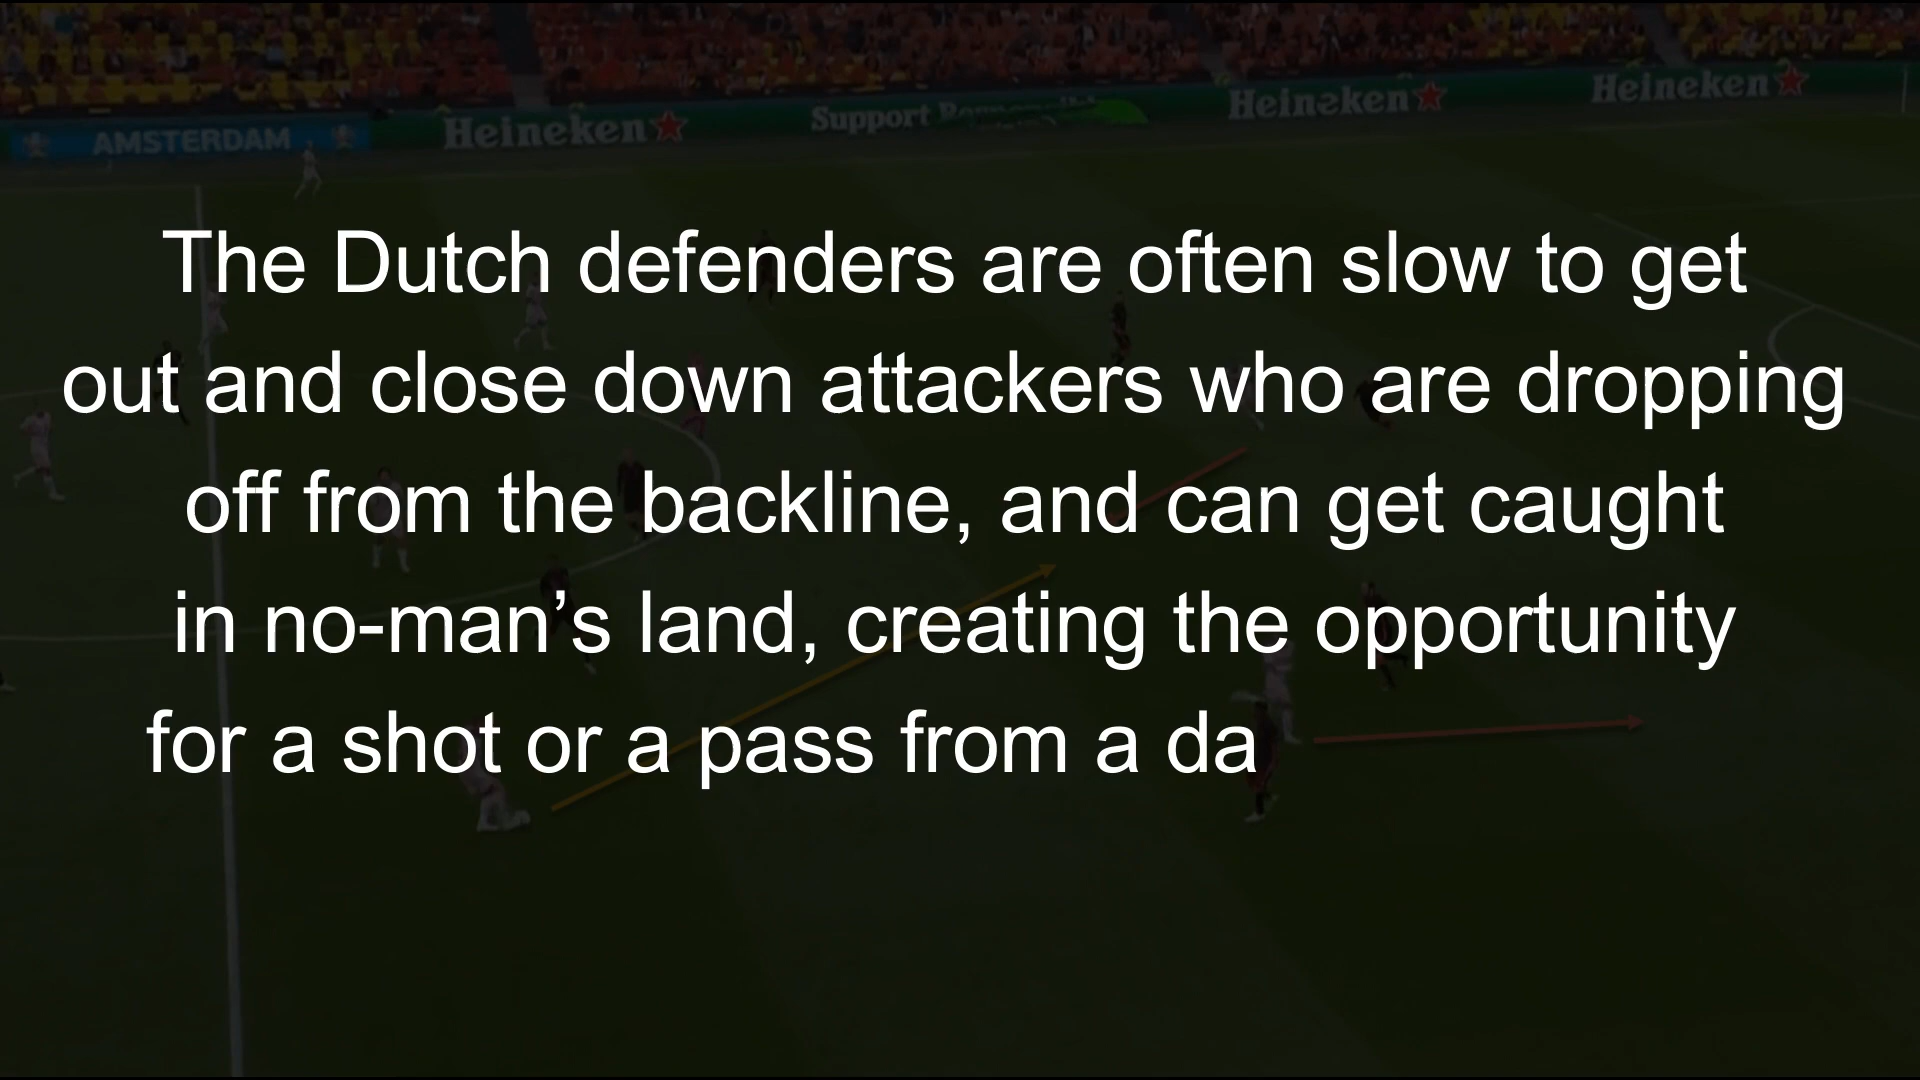 AMSTERDAM
Heineken
Support
Heineken
Heineken
The Dutch defenders are often slow to get
out and close down attackers who are dropping
off from the backline, and can get caught
in no-man’s land, creating the opportunity
for a shot or a pass from a da